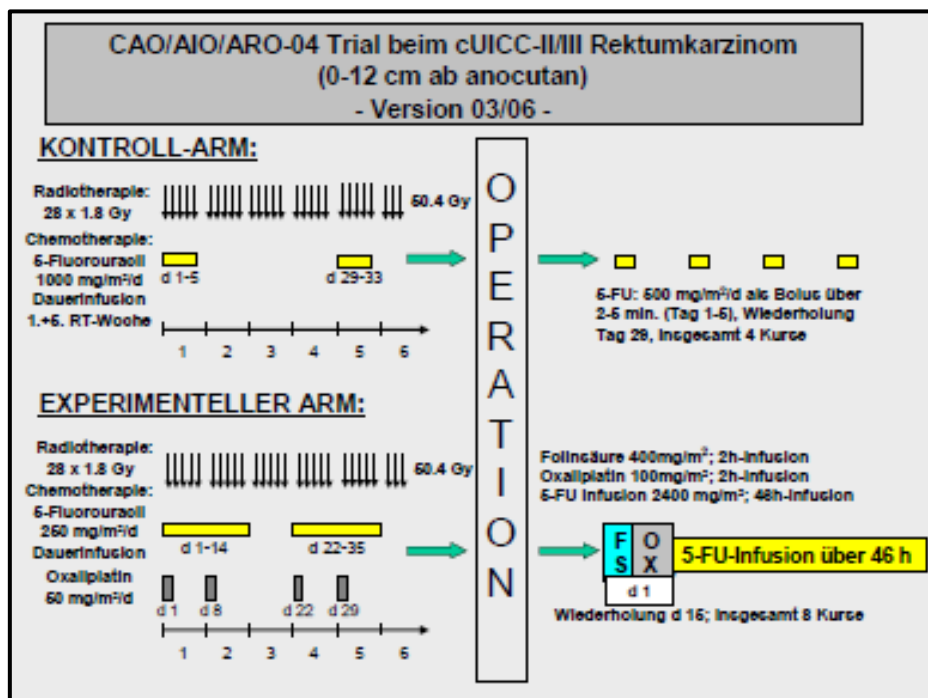 CAO/AIO/ARO-04 Trial beim cUICC-II/III Rektumkarzinom
(0-12 cm ab anocutan)
- Version 03/06 -
KONTROLL-ARM:
Radiotherapie:
28 x 1.8 Gy
50.4 Gy
Chemotherapie:
5-Fluorouracil
1000 mg/m²/d
Dauerinfusion
1.+5. RT-Woche
d 1-5
d 29-33
1 2 3 4 5 6
OPERATION
5-FU: 500 mg/m²/d als Bolus über
2-5 min. (Tag 1-5), Wiederholung
Tag 29, Insgesamt 4 Kurse
EXPERIMENTELLER ARM:
Radiotherapie:
28 x 1.8 Gy
50.4 Gy
Chemotherapie:
5-Fluorouracil
250 mg/m²/d
Dauerinfusion
d 1-14
d 22-35
Oxaliplatin
50 mg/m²/d
d 1
d 8
d 22
d 29
1 2 3 4 5 6
Folinsäure 400mg/m²; 2h-Infusion
Oxaliplatin 100mg/m²; 2h-Infusion
5-FU Infusion 2400 mg/m²; 46h-Infusion
FS
OX
5-FU-Infusion über 46 h
d 1
Wiederholung d 15; Insgesamt 8 Kurse